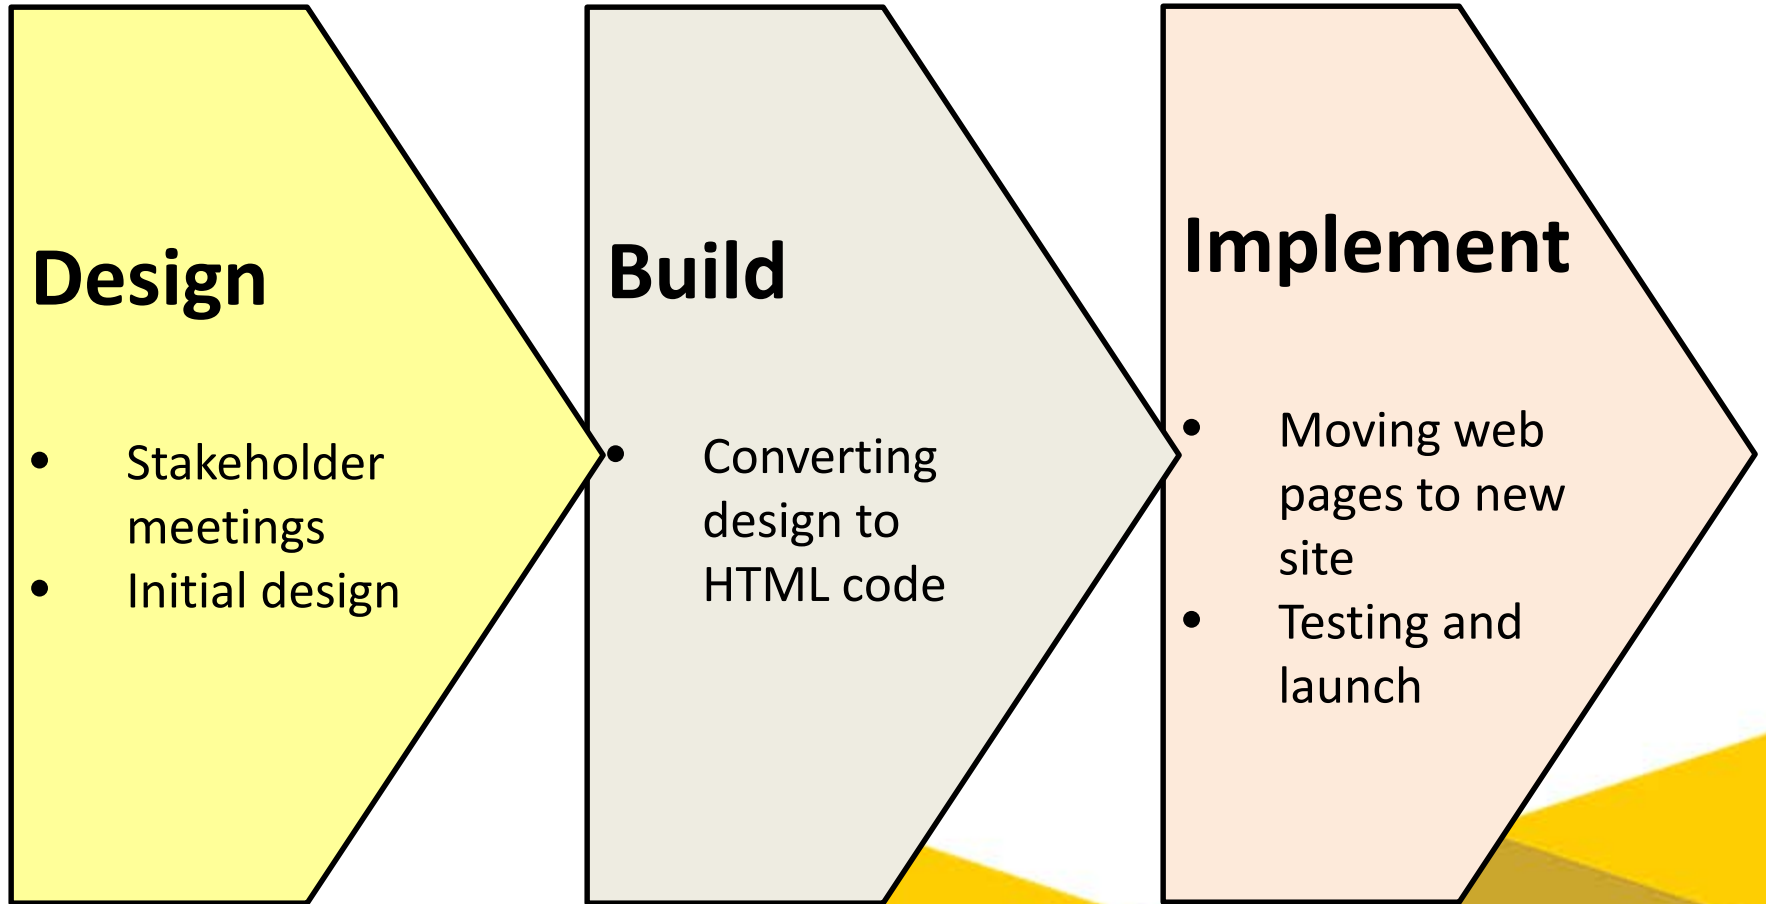 Design
• Stakeholder
meetings
• Initial design
Build
• Converting
design to
HTML code
Implement
• Moving web
pages to new
site
• Testing and
launch